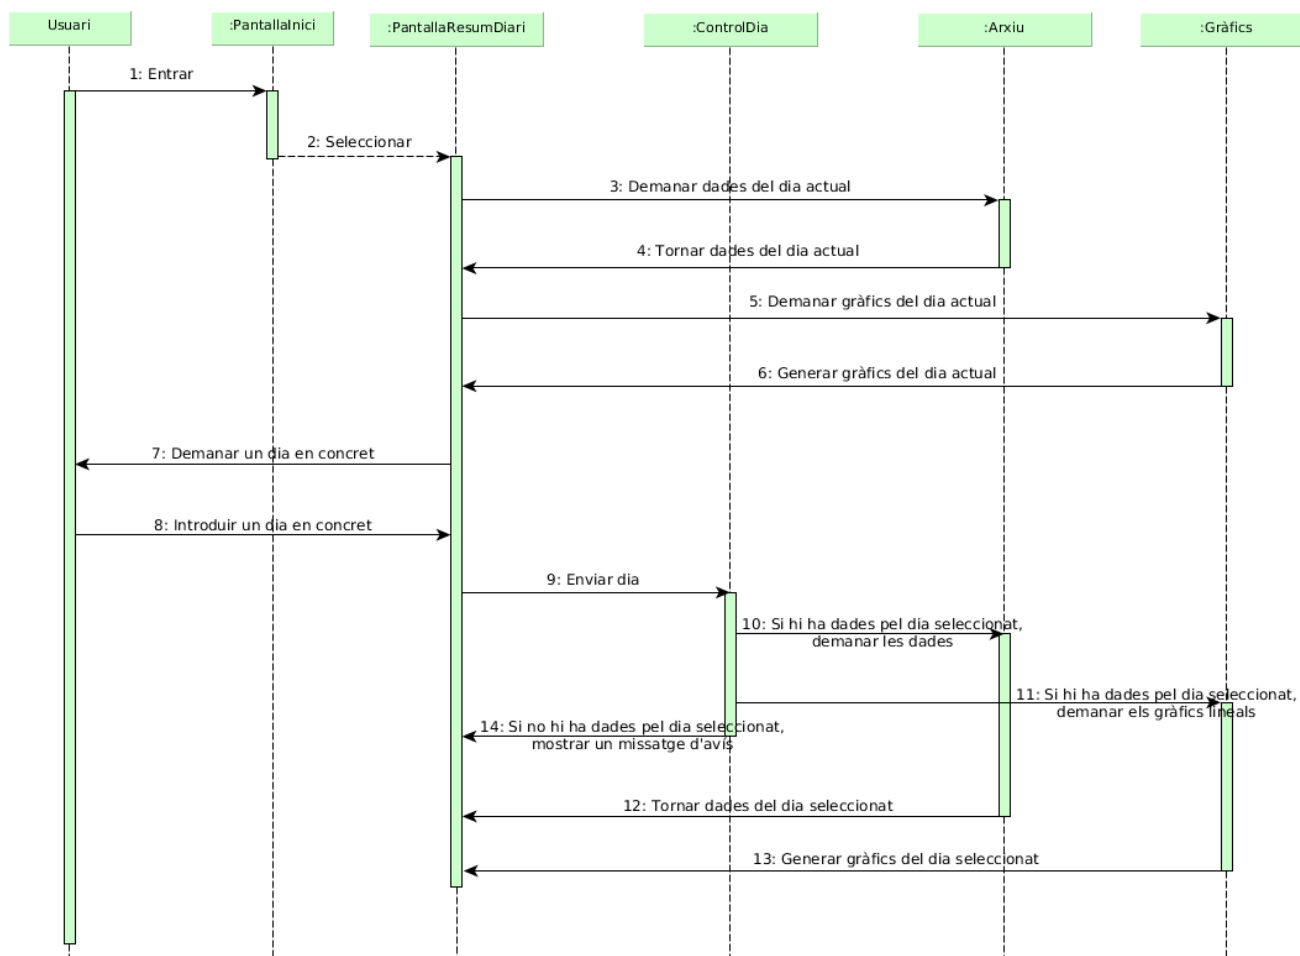 Usuari
:PantallaInici
:PantallaResumDiari
:ControlDia
:Arxiu
:Gràfics
1: Entrar
2: Seleccionar
3: Demanar dades del dia actual
4: Tornar dades del dia actual
5: Demanar gràfics del dia actual
6: Generar gràfics del dia actual
7: Demanar un dia en concret
8: Introduir un dia en concret
9: Enviar dia
10: Si hi ha dades pel dia seleccionat,
demanar les dades
11: Si hi ha dades pel dia seleccionat,
demanar els gràfics lineals
14: Si no hi ha dades pel dia seleccionat,
mostrar un missatge d'avís
12: Tornar dades del dia seleccionat
13: Generar gràfics del dia seleccionat